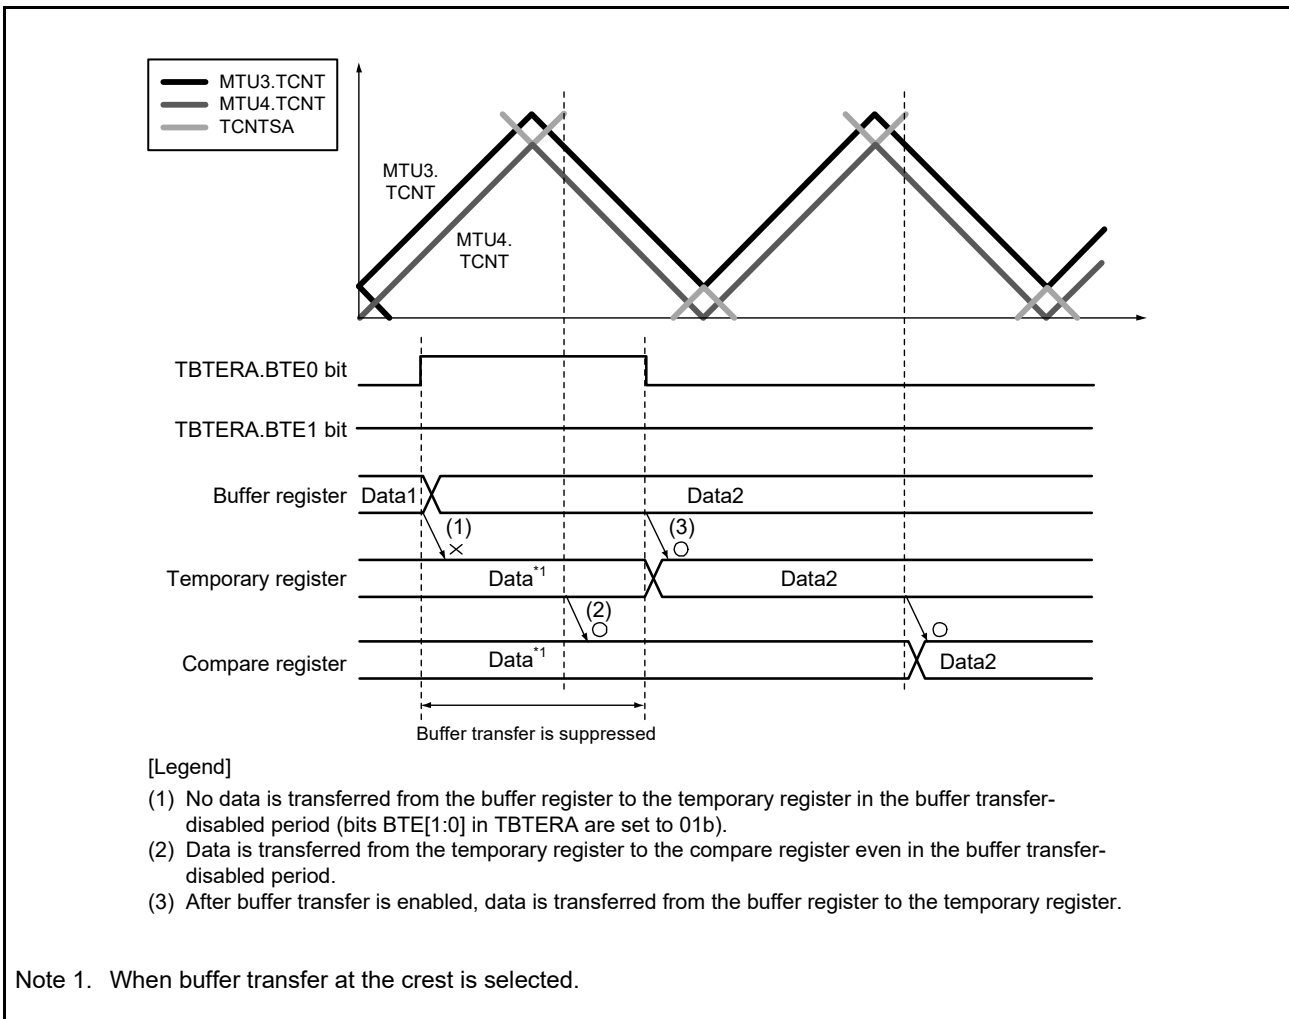 MTU3.TCNT
MTU4.TCNT
TCNTSA
MTU3.
TCNT
MTU4.
TCNT
TBTERA.BTE0 bit
TBTERA.BTE1 bit
Buffer register Data1 Data2
(1) (3)
Temporary register Data*1 Data2
(2)
Compare register Data*1 Data2
Buffer transfer is suppressed
[Legend]
(1) No data is transferred from the buffer register to the temporary register in the buffer transfer-
disabled period (bits BTE[1:0] in TBTERA are set to 01b).
(2) Data is transferred from the temporary register to the compare register even in the buffer transfer-
disabled period.
(3) After buffer transfer is enabled, data is transferred from the buffer register to the temporary register.
Note 1. When buffer transfer at the crest is selected.